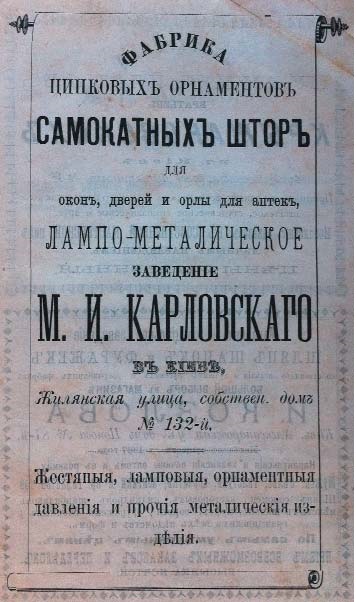 ФАБРИКА
ЦИНКОВЫХЪ ОРНАМЕНТОВЪ
САМОКАТНЫХЪ ШТОРЪ
ДЛЯ
оконъ, дверей и орлы для аптекъ,
ЛАМПО-МЕТАЛИЧЕСКОЕ
ЗАВЕДЕНІЕ
М. И. КАРЛОВСКАГО
ВЪ КІЕВѢ,
Жилянская улица, собствен. домъ
№ 132-й.
Жестяныя, ламповыя, орнаментныя
давленія и прочія металическія из-
дѣлія.